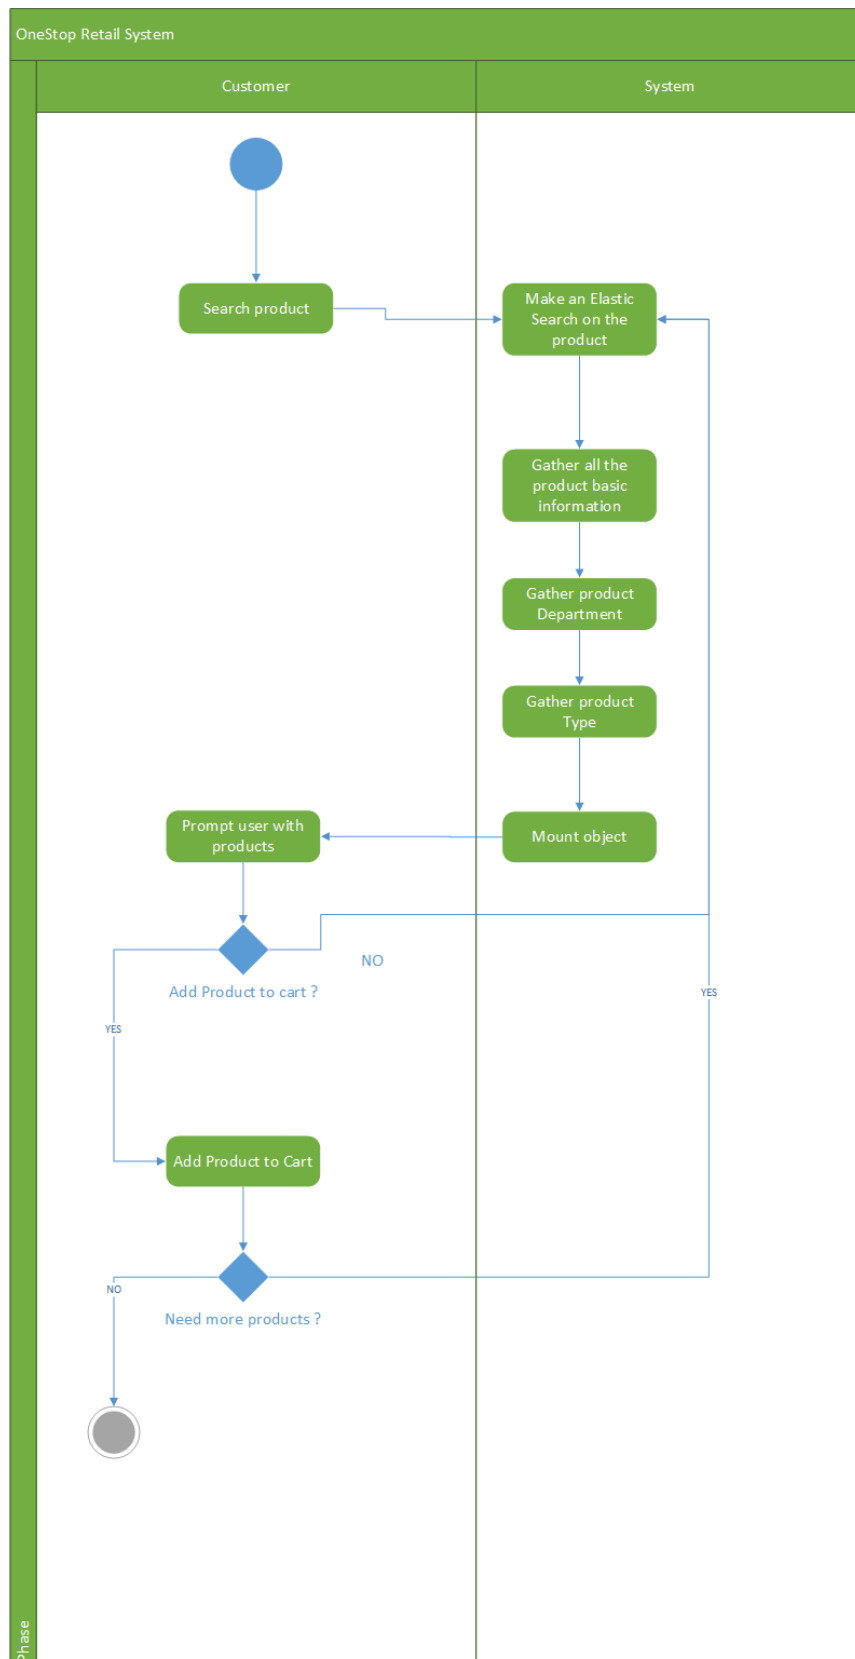 OneStop Retail System
Customer
System
Search product
Make an Elastic
Search on the
product
Gather all the
product basic
information
Gather product
Department
Gather product
Type
Prompt user with
products
Mount object
NO
Add Product to cart ?
YES
YES
Add Product to Cart
NO
Need more products ?
Phase